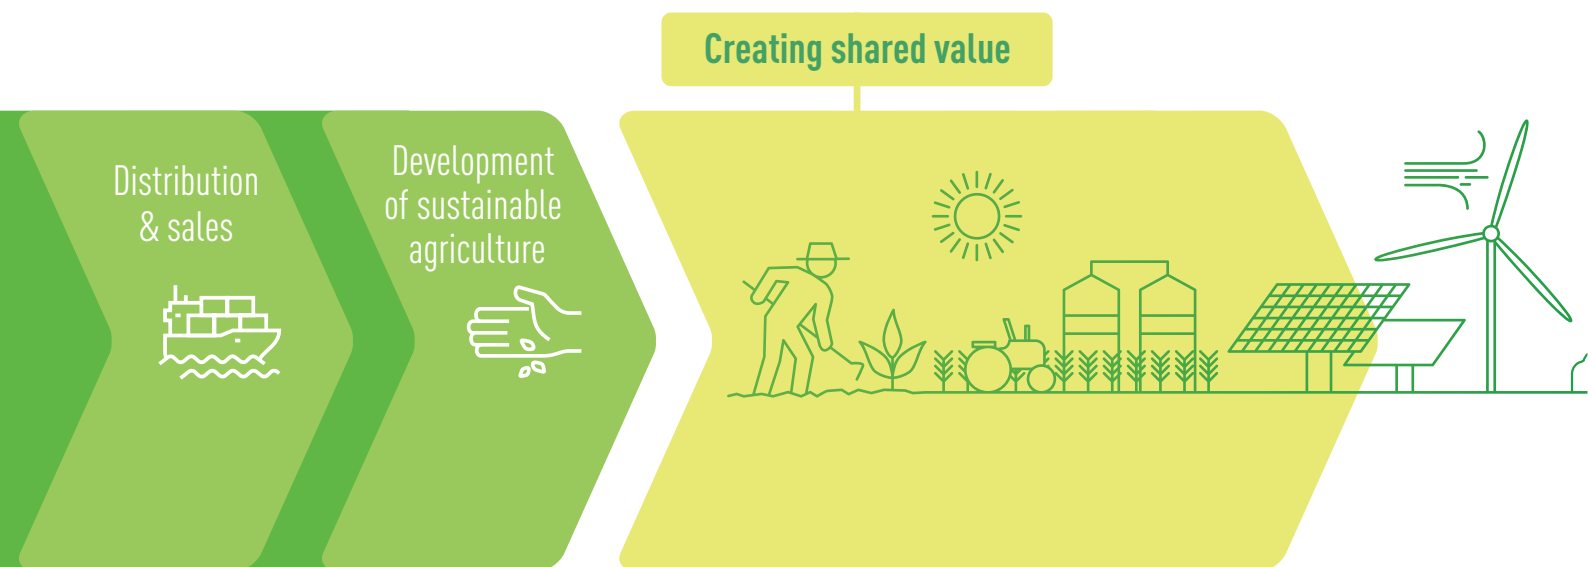 Creating shared value
Distribution
& sales
Development
of sustainable
agriculture